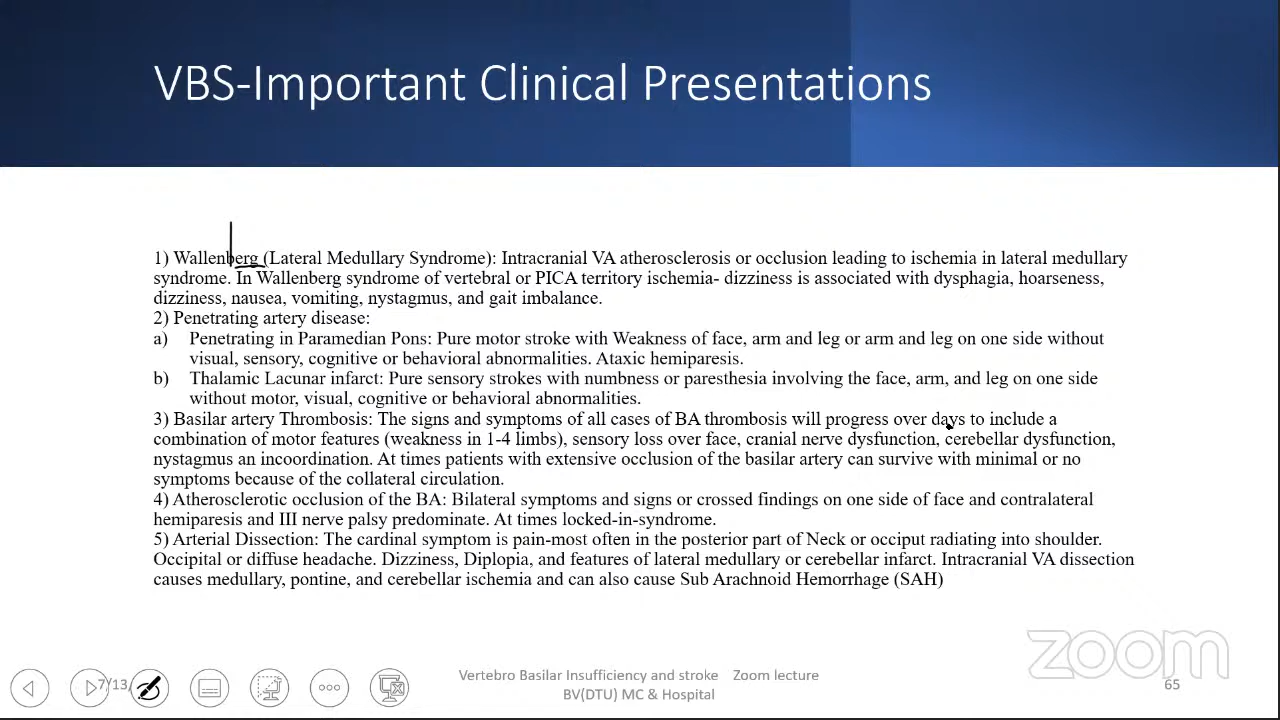 VBS-Important Clinical Presentations
1) Wallenberg (Lateral Medullary Syndrome): Intracranial VA atherosclerosis or occlusion leading to ischemia in lateral medullary
syndrome. In Wallenberg syndrome of vertebral or PICA territory ischemia- dizziness is associated with dysphagia, hoarseness,
dizziness, nausea, vomiting, nystagmus, and gait imbalance.
2) Penetrating artery disease:
a) Penetrating in Paramedian Pons: Pure motor stroke with Weakness of face, arm and leg or arm and leg on one side without
visual, sensory, cognitive or behavioral abnormalities. Ataxic hemiparesis.
b) Thalamic Lacunar infarct: Pure sensory strokes with numbness or paresthesia involving the face, arm, and leg on one side
without motor, visual, cognitive or behavioral abnormalities.
3) Basilar artery Thrombosis: The signs and symptoms of all cases of BA thrombosis will progress over days to include a
combination of motor features (weakness in 1-4 limbs), sensory loss over face, cranial nerve dysfunction, cerebellar dysfunction,
nystagmus an incoordination. At times patients with extensive occlusion of the basilar artery can survive with minimal or no
symptoms because of the collateral circulation.
4) Atherosclerotic occlusion of the BA: Bilateral symptoms and signs or crossed findings on one side of face and contralateral
hemiparesis and III nerve palsy predominate. At times locked-in-syndrome.
5) Arterial Dissection: The cardinal symptom is pain-most often in the posterior part of Neck or occiput radiating into shoulder.
Occipital or diffuse headache. Dizziness, Diplopia, and features of lateral medullary or cerebellar infarct. Intracranial VA dissection
causes medullary, pontine, and cerebellar ischemia and can also cause Sub Arachnoid Hemorrhage (SAH)
zoom
7/13/
Vertebro Basilar Insufficiency and stroke Zoom lecture
BV(DTU) MC & Hospital
65